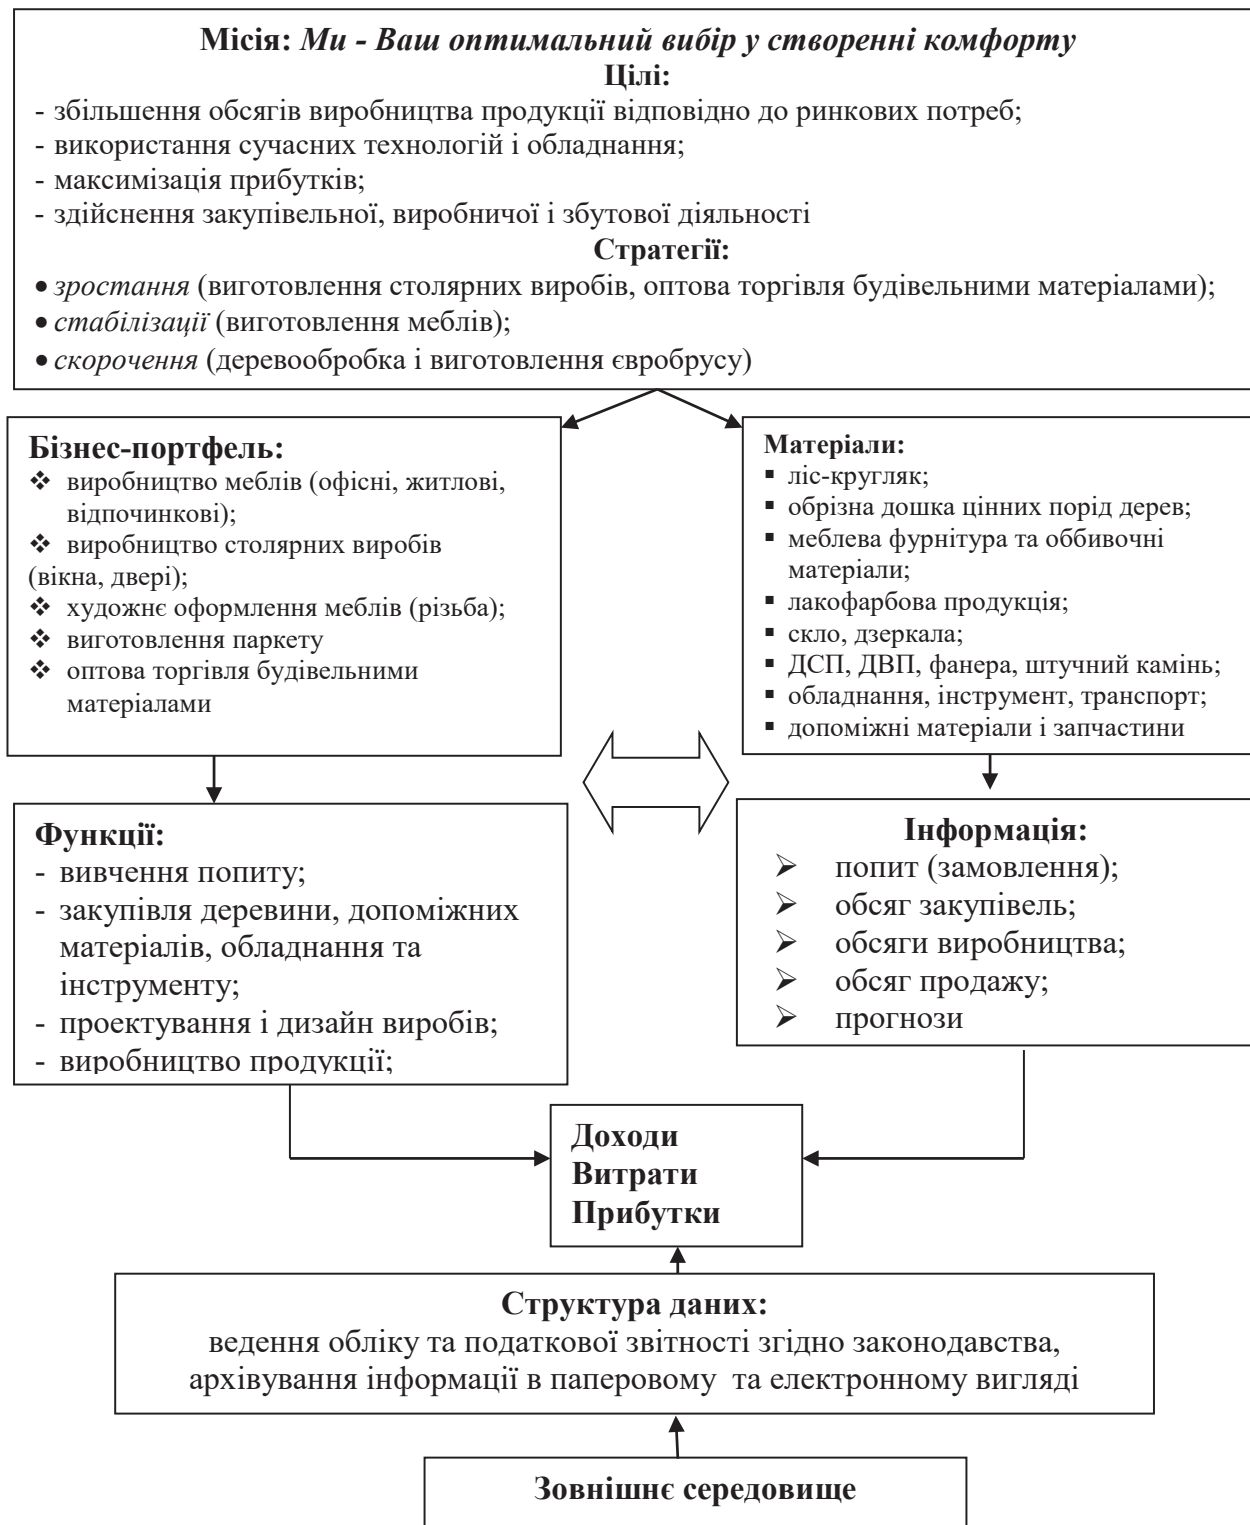 Місія: Ми - Ваш оптимальний вибір у створенні комфорту
Цілі:
- збільшення обсягів виробництва продукції відповідно до ринкових потреб;
- використання сучасних технологій і обладнання;
- максимізація прибутків;
- здійснення закупівельної, виробничої і збутової діяльності
Стратегії:
• зростання (виготовлення столярних виробів, оптова торгівля будівельними матеріалами);
• стабілізації (виготовлення меблів);
• скорочення (деревообробка і виготовлення євробрусу)
Бізнес-портфель:
❖ виробництво меблів (офісні, житлові,
відпочинкові);
❖ виробництво столярних виробів
(вікна, двері);
❖ художнє оформлення меблів (різьба);
❖ виготовлення паркету
❖ оптова торгівля будівельними
матеріалами
Матеріали:
▪ ліс-кругляк;
▪ обрізна дошка цінних порід дерев;
▪ меблева фурнітура та оббивочні
матеріали;
▪ лакофарбова продукція;
▪ скло, дзеркала;
▪ ДСП, ДВП, фанера, штучний камінь;
▪ обладнання, інструмент, транспорт;
▪ допоміжні матеріали і запчастини
Функції:
- вивчення попиту;
- закупівля деревини, допоміжних
матеріалів, обладнання та
інструменту;
- проектування і дизайн виробів;
- виробництво продукції;
Інформація:
➢ попит (замовлення);
➢ обсяг закупівель;
➢ обсяги виробництва;
➢ обсяг продажу;
➢ прогнози
Доходи
Витрати
Прибутки
Структура даних:
ведення обліку та податкової звітності згідно законодавства,
архівування інформації в паперовому та електронному вигляді
Зовнішнє середовище